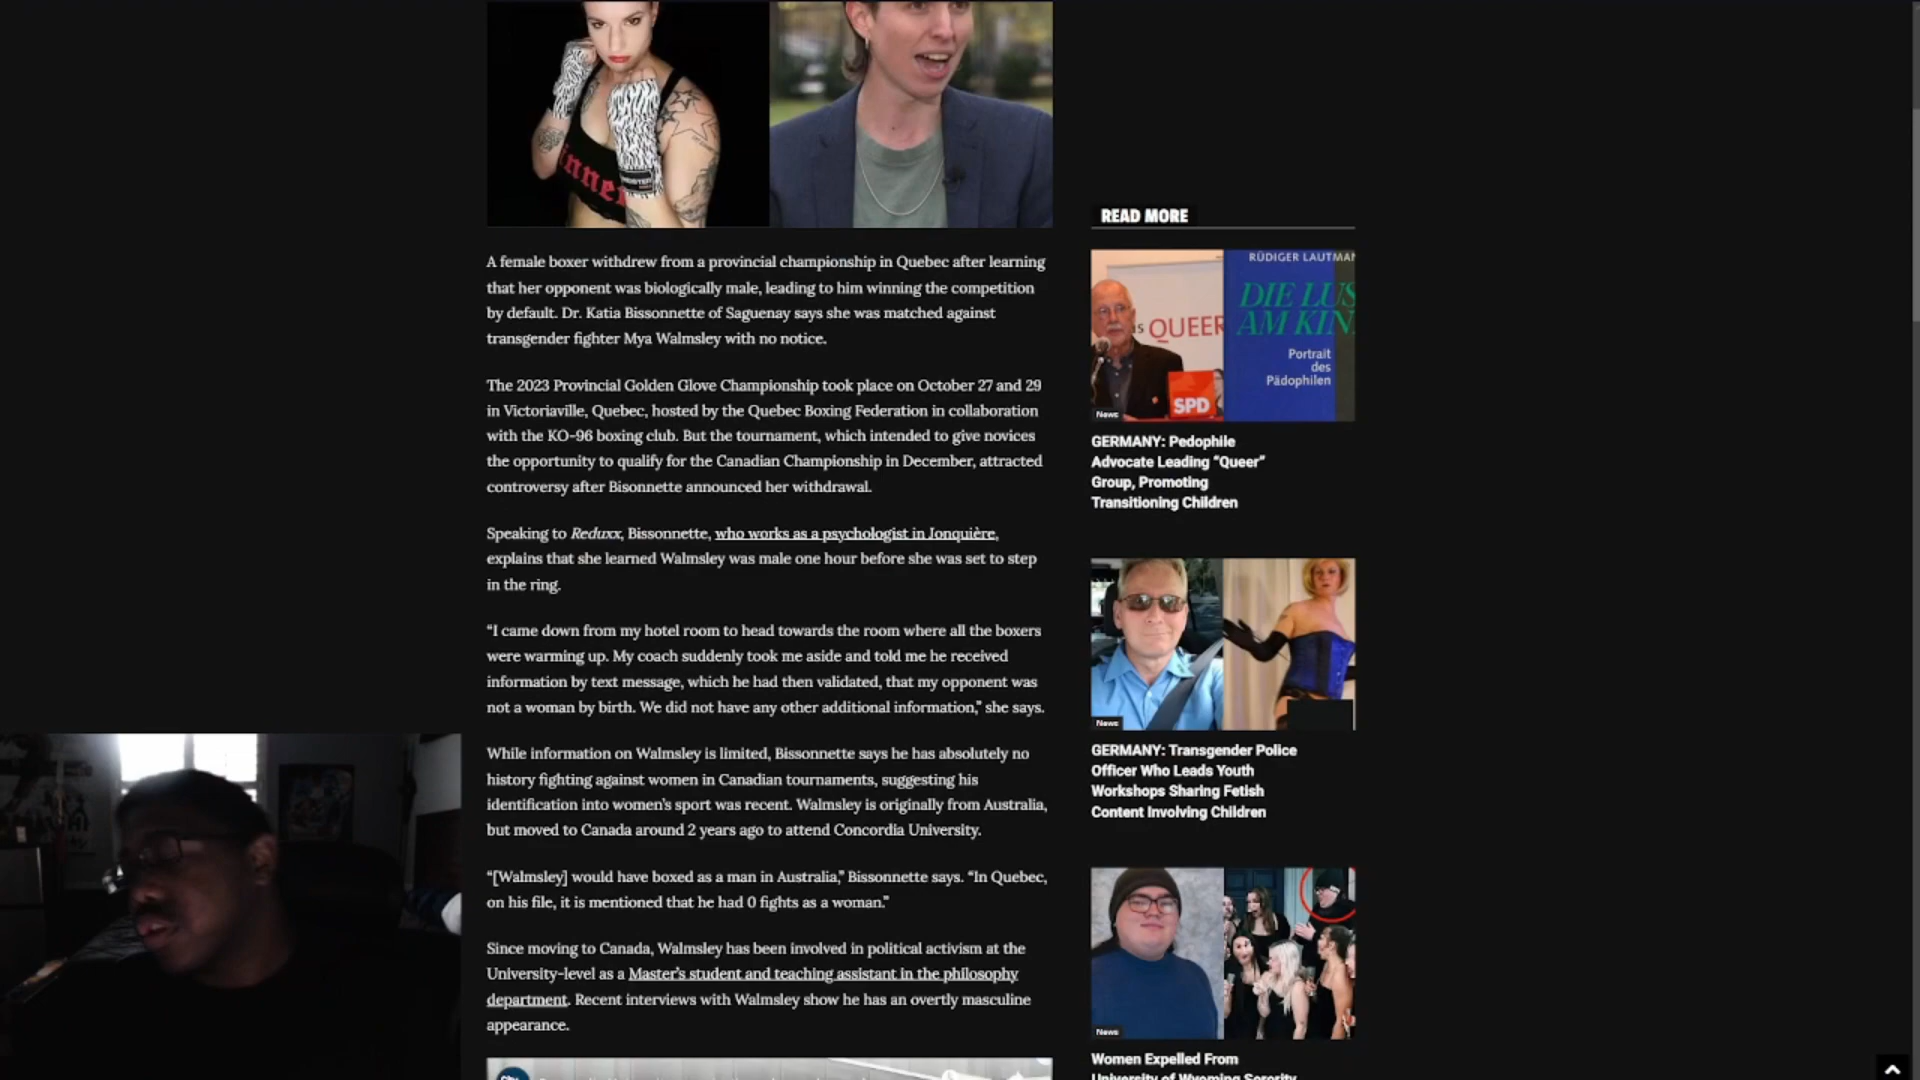 A female boxer withdrew from a provincial championship in Quebec after learning
that her opponent was biologically male, leading to him winning the competition
by default. Dr. Katia Bissonnette of Saguenay says she was matched against
transgender fighter Mya Walmsley with no notice.
The 2023 Provincial Golden Glove Championship took place on October 27 and 29
in Victoriaville, Quebec, hosted by the Quebec Boxing Federation in collaboration
with the KO-96 boxing club. But the tournament, which intended to give novices
the opportunity to qualify for the Canadian Championship in December, attracted
controversy after Bisonnette announced her withdrawal.
Speaking to Reduxx, Bissonnette, who works as a psychologist in Jonquière,
explains that she learned Walmsley was male one hour before she was set to step
in the ring.
“I came down from my hotel room to head towards the room where all the boxers
were warming up. My coach suddenly took me aside and told me he received
information by text message, which he had then validated, that my opponent was
not a woman by birth. We did not have any other additional information,” she says.
While information on Walmsley is limited, Bissonnette says he has absolutely no
history fighting against women in Canadian tournaments, suggesting his
identification into women's sport was recent. Walmsley is originally from Australia,
but moved to Canada around 2 years ago to attend Concordia University.
“[Walmsley] would have boxed as a man in Australia,” Bissonnette says. “In Quebec,
on his file, it is mentioned that he had 0 fights as a woman.”
Since moving to Canada, Walmsley has been involved in political activism at the
University-level as a Master's student and teaching assistant in the philosophy
department. Recent interviews with Walmsley show he has an overtly masculine
appearance.
READ MORE
RÜDIGER LAUTMAN
DIE LUS
AM KIN
QUEER
Portrait
des
Pädophilen
SPD
News
GERMANY: Pedophile
Advocate Leading “Queer”
Group, Promoting
Transitioning Children
News
GERMANY: Transgender Police
Officer Who Leads Youth
Workshops Sharing Fetish
Content Involving Children
News
Women Expelled From
University of Wyoming Sorority